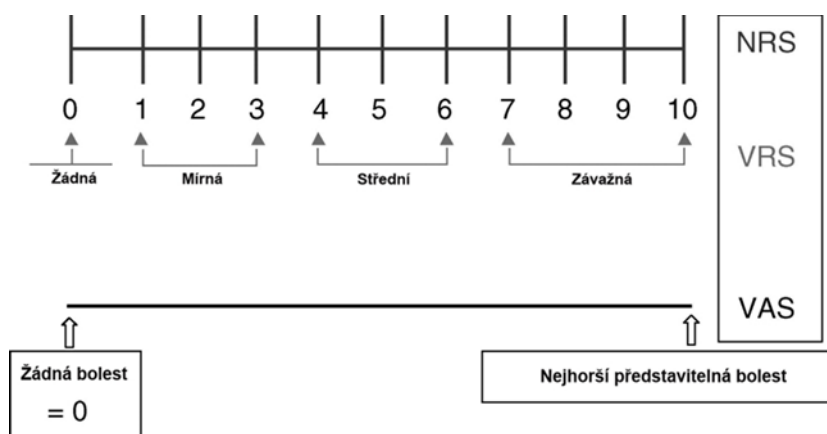 NRS
0 1 2 3 4 5 6 7 8 9 10
Žádná Mírná Střední Závažná
VRS
VAS
Žádná bolest
= 0
Nejhorší představitelná bolest